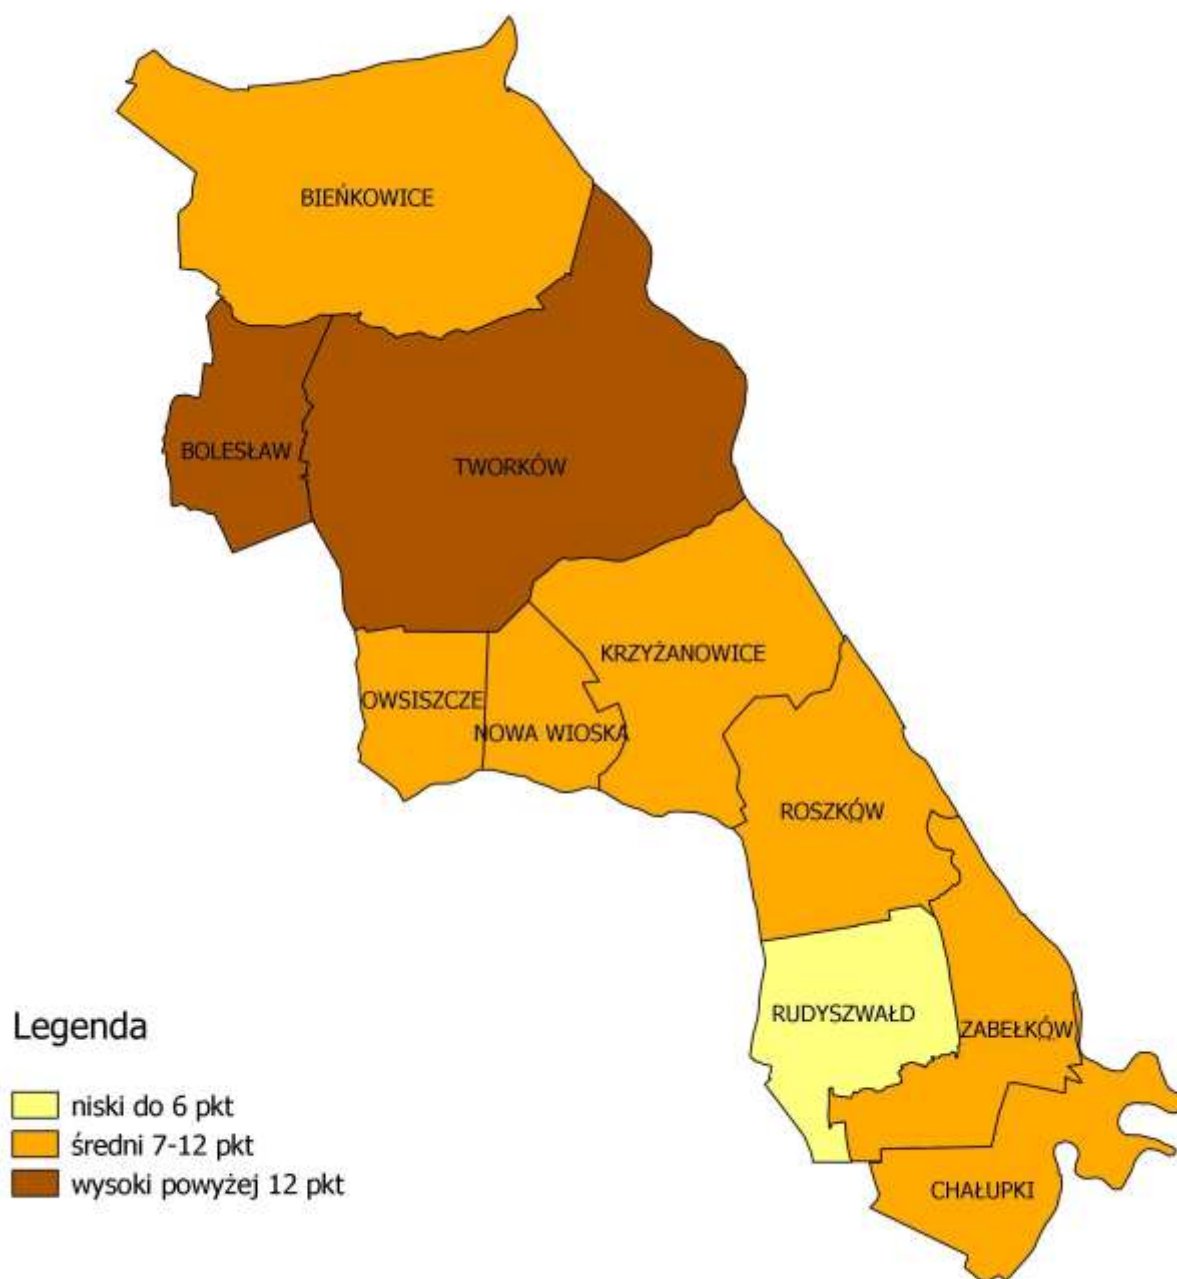 BIEŃKOWICE
BOLESŁAW
TWORKÓW
KRZYŻANOWICE
OWSISZCZE
NOWA WIOSKA
ROSZKÓW
RUDYSZWAŁD
ZABEŁKÓW
CHAŁUPKI
Legenda
niski do 6 pkt
średni 7-12 pkt
wysoki powyżej 12 pkt